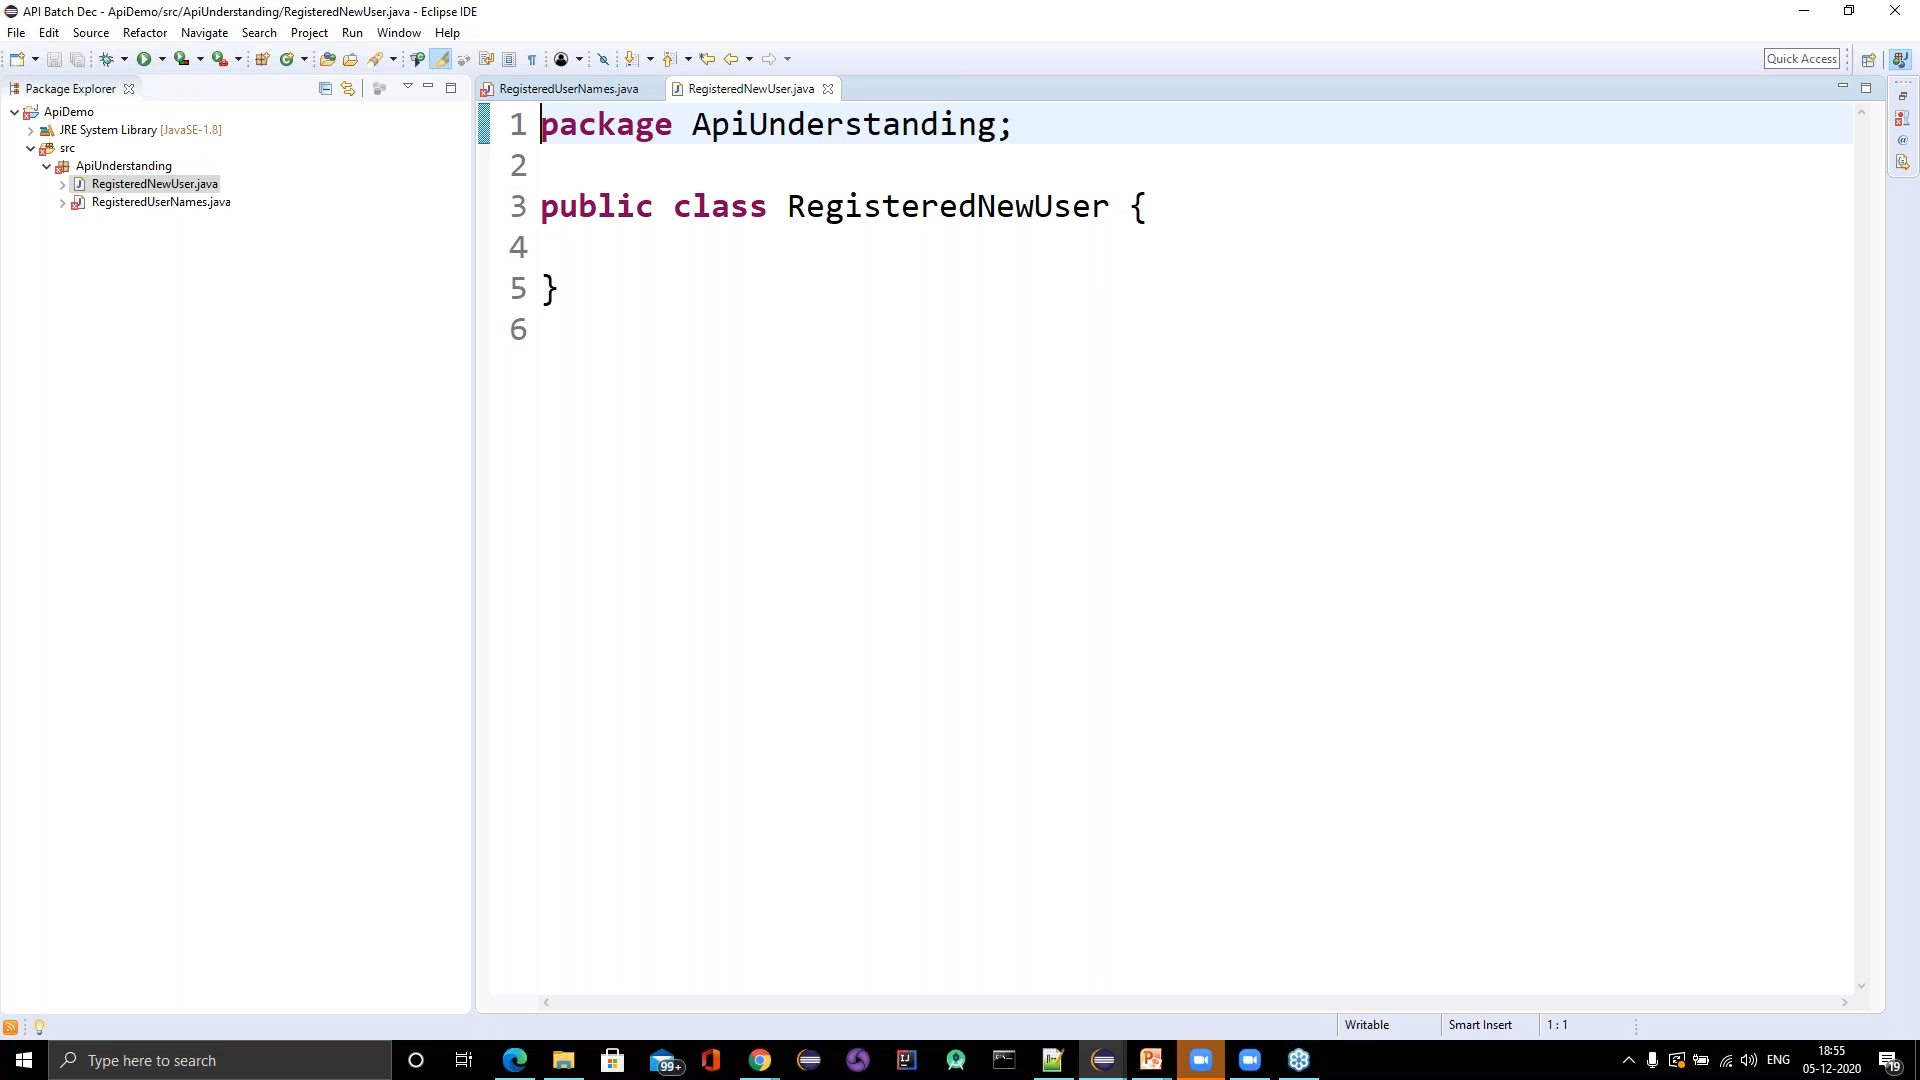 API Batch Dec - ApiDemo/src/ApiUnderstanding/RegisteredNewUser.java - Eclipse IDE
File Edit Source Refactor Navigate Search Project Run Window Help
Quick Access
Package Explorer
RegisteredUserNames.java
RegisteredNewUser.java
ApiDemo
JRE System Library [JavaSE-1.8]
src
ApiUnderstanding
RegisteredNewUser.java
RegisteredUserNames.java
1 package ApiUnderstanding;
2
3 public class RegisteredNewUser {
4
5 }
6
Writable Smart Insert 1 : 1
Type here to search
99+
ENG
18:55
05-12-2020
19